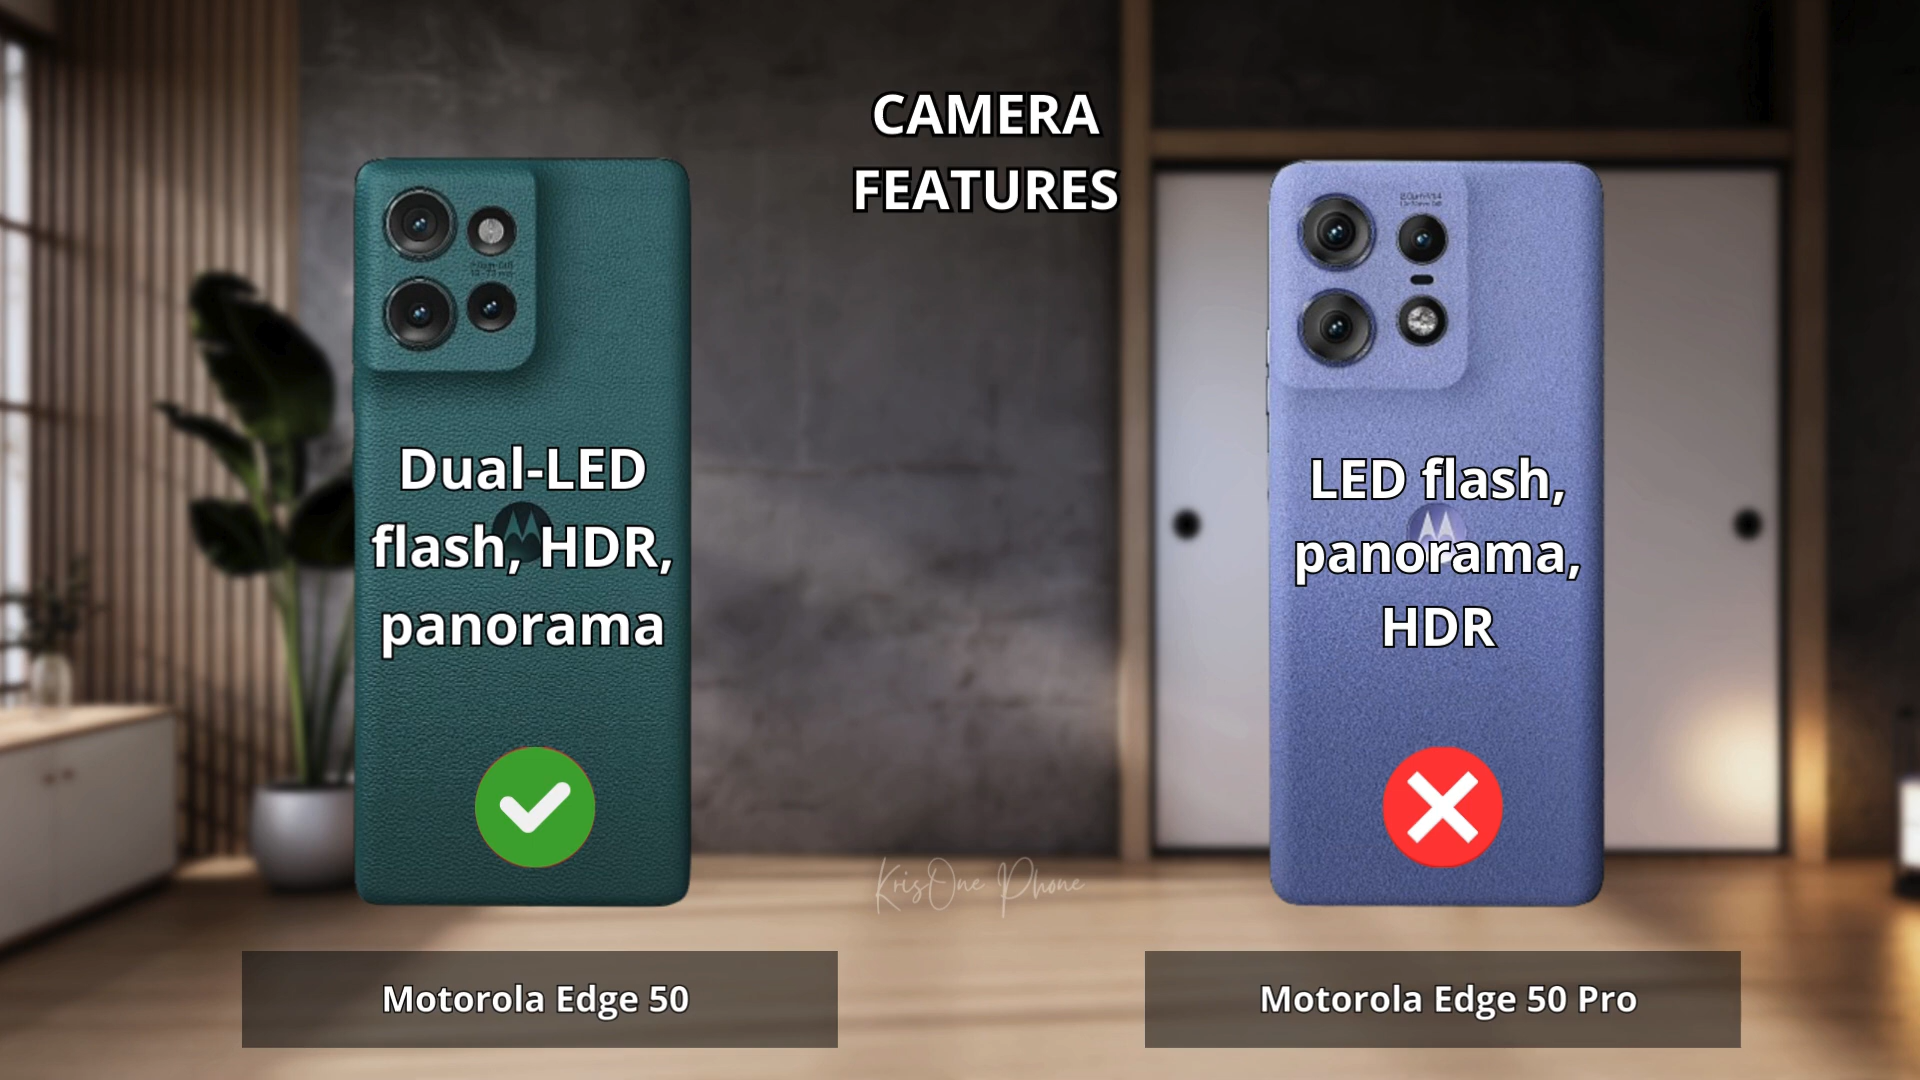 CAMERA
FEATURES
Dual-LED
flash, HDR,
panorama
LED flash,
panorama,
HDR
KrisOne Phone
Motorola Edge 50
Motorola Edge 50 Pro